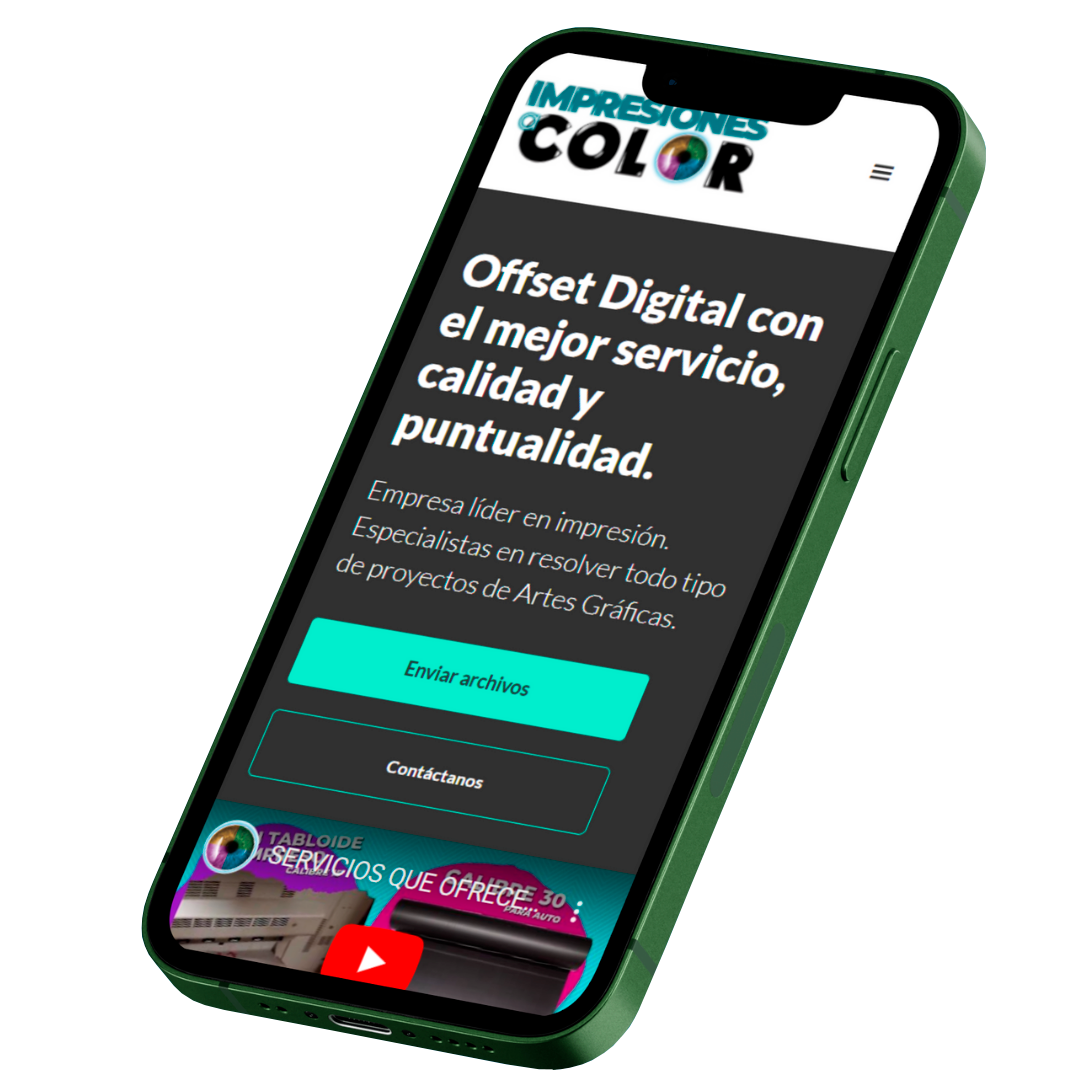 IMPRESIONES
a
COLOR
Offset Digital con
el mejor servicio,
calidad y
puntualidad.
Empresa líder en impresión.
Especialistas en resolver todo tipo
de proyectos de Artes Gráficas.
Enviar archivos
Contáctanos
TABLOIDE
SERVICIOS QUE OFRECE...
CALIBRE
CALIBRE 30
PARA AUTO